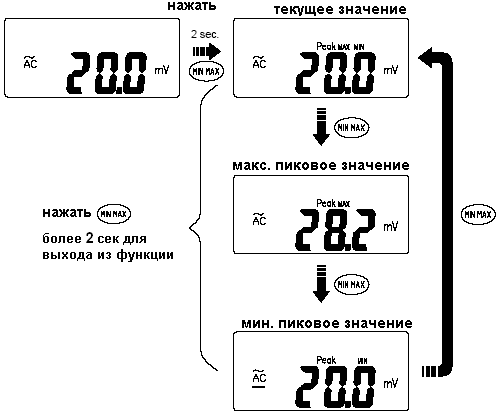 нажать
текущее значение
2 sec.
MIN MAX
~
AC
20.0 mV
Peak MAX MIN
~
AC
20.0 mV
MIN MAX
макс. пиковое значение
Peak MAX
~
AC
28.2 mV
MIN MAX
нажать MIN MAX
более 2 сек для
выхода из функции
MIN MAX
мин. пиковое значение
Peak MIN
~
AC
20.0 mV